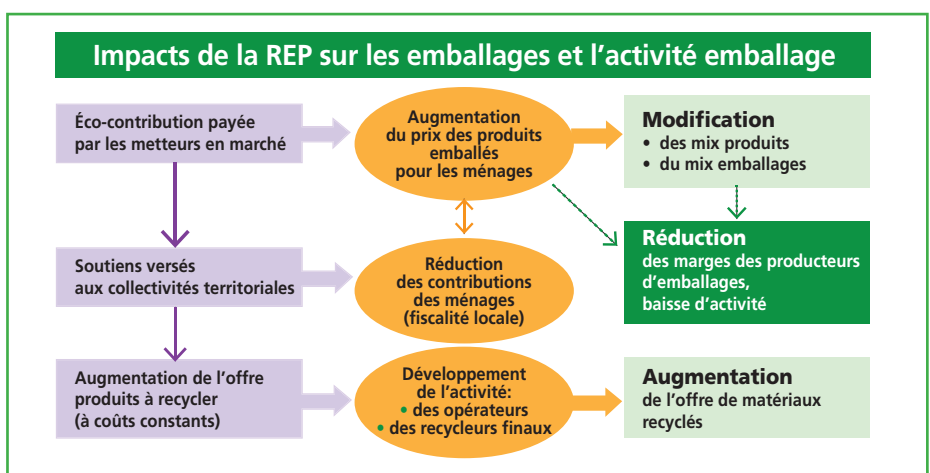 Impacts de la REP sur les emballages et l’activité emballage
Éco-contribution payée
par les metteurs en marché
Augmentation
du prix des produits
emballés
pour les ménages
Modification
• des mix produits
• du mix emballages
Soutiens versés
aux collectivités territoriales
Réduction
des contributions
des ménages
(fiscalité locale)
Réduction
des marges des producteurs
d’emballages,
baisse d’activité
Augmentation de l’offre
produits à recycler
(à coûts constants)
Développement
de l’activité:
• des opérateurs
• des recycleurs finaux
Augmentation
de l’offre de matériaux
recyclés